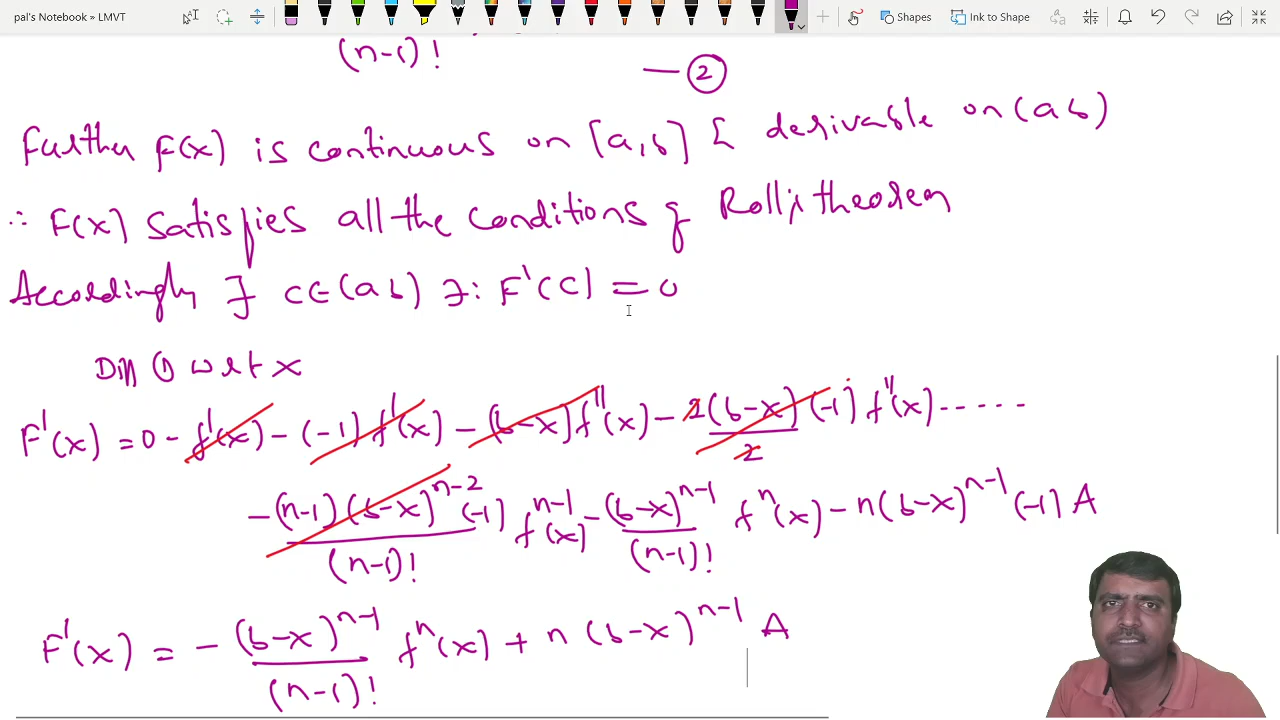 pal's Notebook » LMVT
Shapes Ink to Shape
(n-1)!
— ②
Further F(x) is continuous on [a,b] & derivable on (a b)
∴ F(x) satisfies all the conditions of Rolle's theorem
Accordingly ∃ c∈(a b) ∋: F'(c) = 0
Diff ① w r t x
F'(x) = 0 - f'(x) - (-1) f'(x) - (b-x) f''(x) - 2(b-x)(-1)/2 f''(x) .....
- (n-1)(b-x)^{n-2}(-1)/(n-1)! f^{n-1}(x) - (b-x)^{n-1}/(n-1)! f^n(x) - n(b-x)^{n-1}(-1) A
F'(x) = - (b-x)^{n-1}/(n-1)! f^n(x) + n (b-x)^{n-1} A